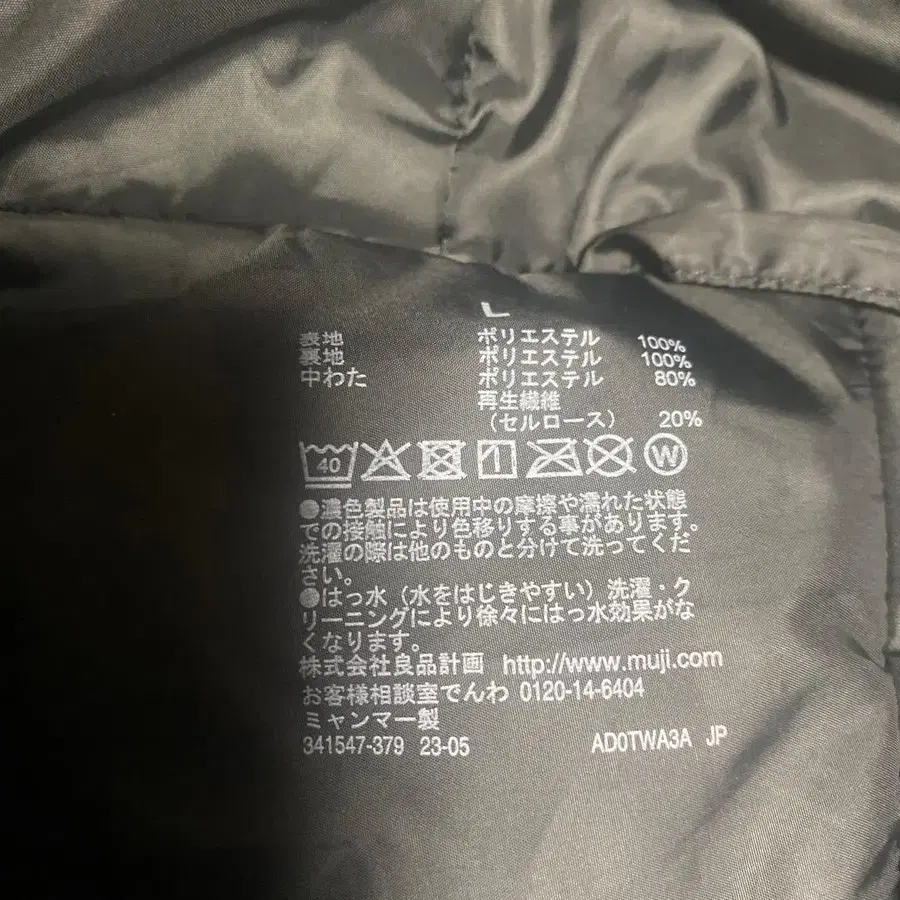 L
表地 ポリエステル 100%
裏地 ポリエステル 100%
中わた ポリエステル 80%
再生繊維
（セルロース） 20%
40 W
●濃色製品は使用中の摩擦や濡れた状態
での接触により色移りする事があります。
洗濯の際は他のものと分けて洗ってくだ
さい。
●はっ水（水をはじきやすい）洗濯・ク
リーニングにより徐々にはっ水効果がな
くなります。
株式会社良品計画 http://www.muji.com
お客様相談室でんわ 0120-14-6404
ミャンマー製
341547-379 23-05 AD0TWA3A JP